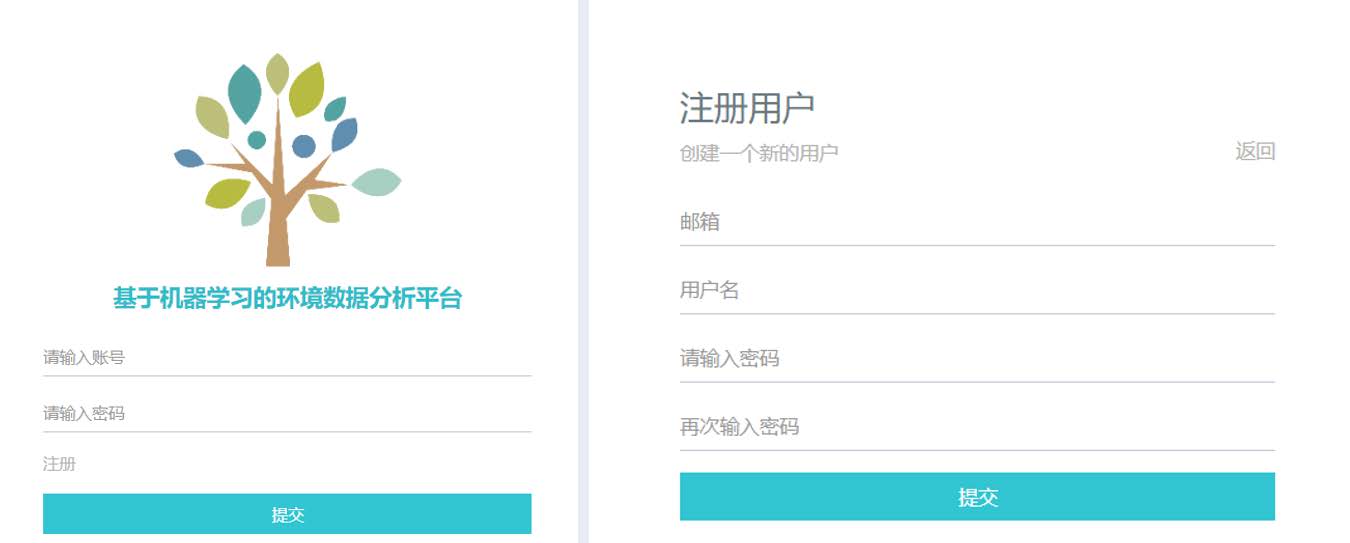 基于机器学习的环境数据分析平台
请输入账号
请输入密码
注册
提交
注册用户
创建一个新的用户
返回
邮箱
用户名
请输入密码
再次输入密码
提交